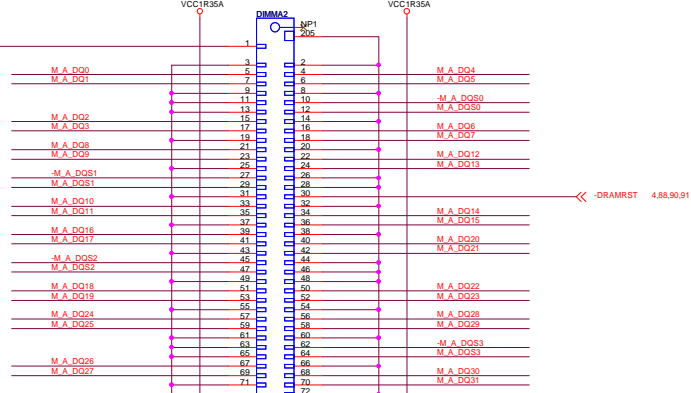 VCC1R35A VCC1R35A
DIMMA2
NP1
205
1
3 2
M_A_DQ0 5 4 M_A_DQ4
M_A_DQ1 7 6 M_A_DQ5
9 8
11 10 -M_A_DQS0
13 12 M_A_DQS0
M_A_DQ2 15 14
M_A_DQ3 17 16 M_A_DQ6
19 18 M_A_DQ7
M_A_DQ8 21 20
M_A_DQ9 23 22 M_A_DQ12
25 24 M_A_DQ13
-M_A_DQS1 27 26
M_A_DQS1 29 28
31 30 -DRAMRST 4,88,90,91
M_A_DQ10 33 32
M_A_DQ11 35 34 M_A_DQ14
37 36 M_A_DQ15
M_A_DQ16 39 38
M_A_DQ17 41 40 M_A_DQ20
43 42 M_A_DQ21
-M_A_DQS2 45 44
M_A_DQS2 47 46
49 48
M_A_DQ18 51 50 M_A_DQ22
M_A_DQ19 53 52 M_A_DQ23
55 54
M_A_DQ24 57 56 M_A_DQ28
M_A_DQ25 59 58 M_A_DQ29
61 60
63 62 -M_A_DQS3
65 64 M_A_DQS3
M_A_DQ26 67 66
M_A_DQ27 69 68 M_A_DQ30
71 70 M_A_DQ31
72